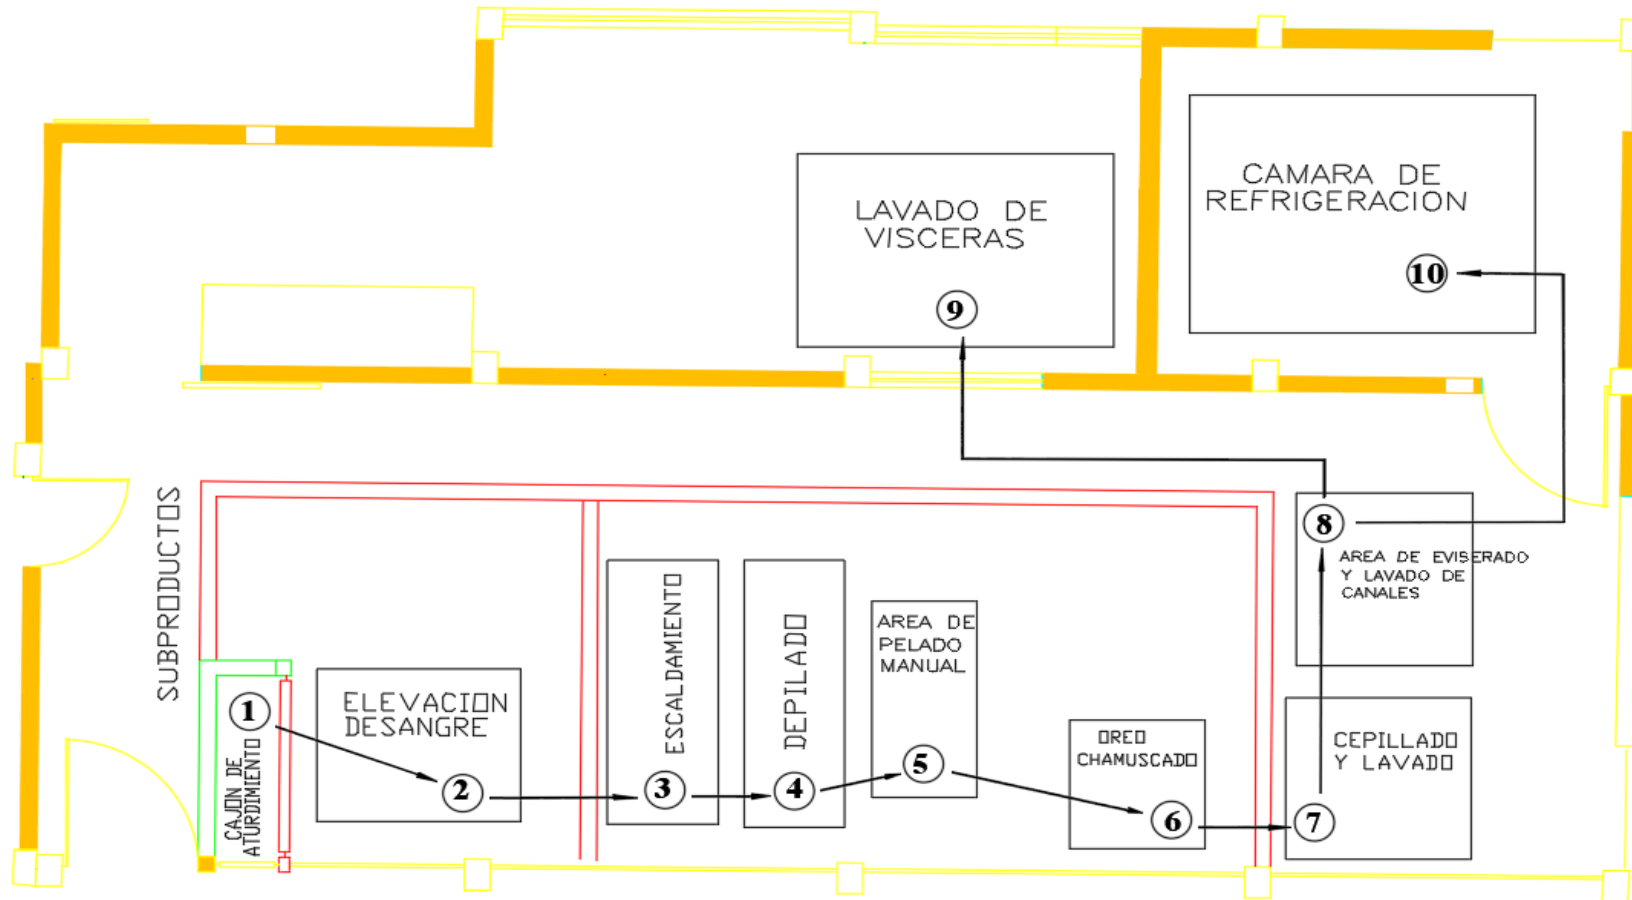 LAVADO DE
VISCERAS
9
CAMARA DE
REFRIGERACION
10
SUBPRODUCTOS
1
CAJON DE
ATURDIMIENTO
ELEVACION
DESANGRE
2
ESCALDAMIENTO
3
DEPILADO
4
AREA DE
PELADO
MANUAL
5
OREO
CHAMUSCADO
6
8
AREA DE EVISERADO
Y LAVADO DE
CANALES
CEPILLADO
Y LAVADO
7